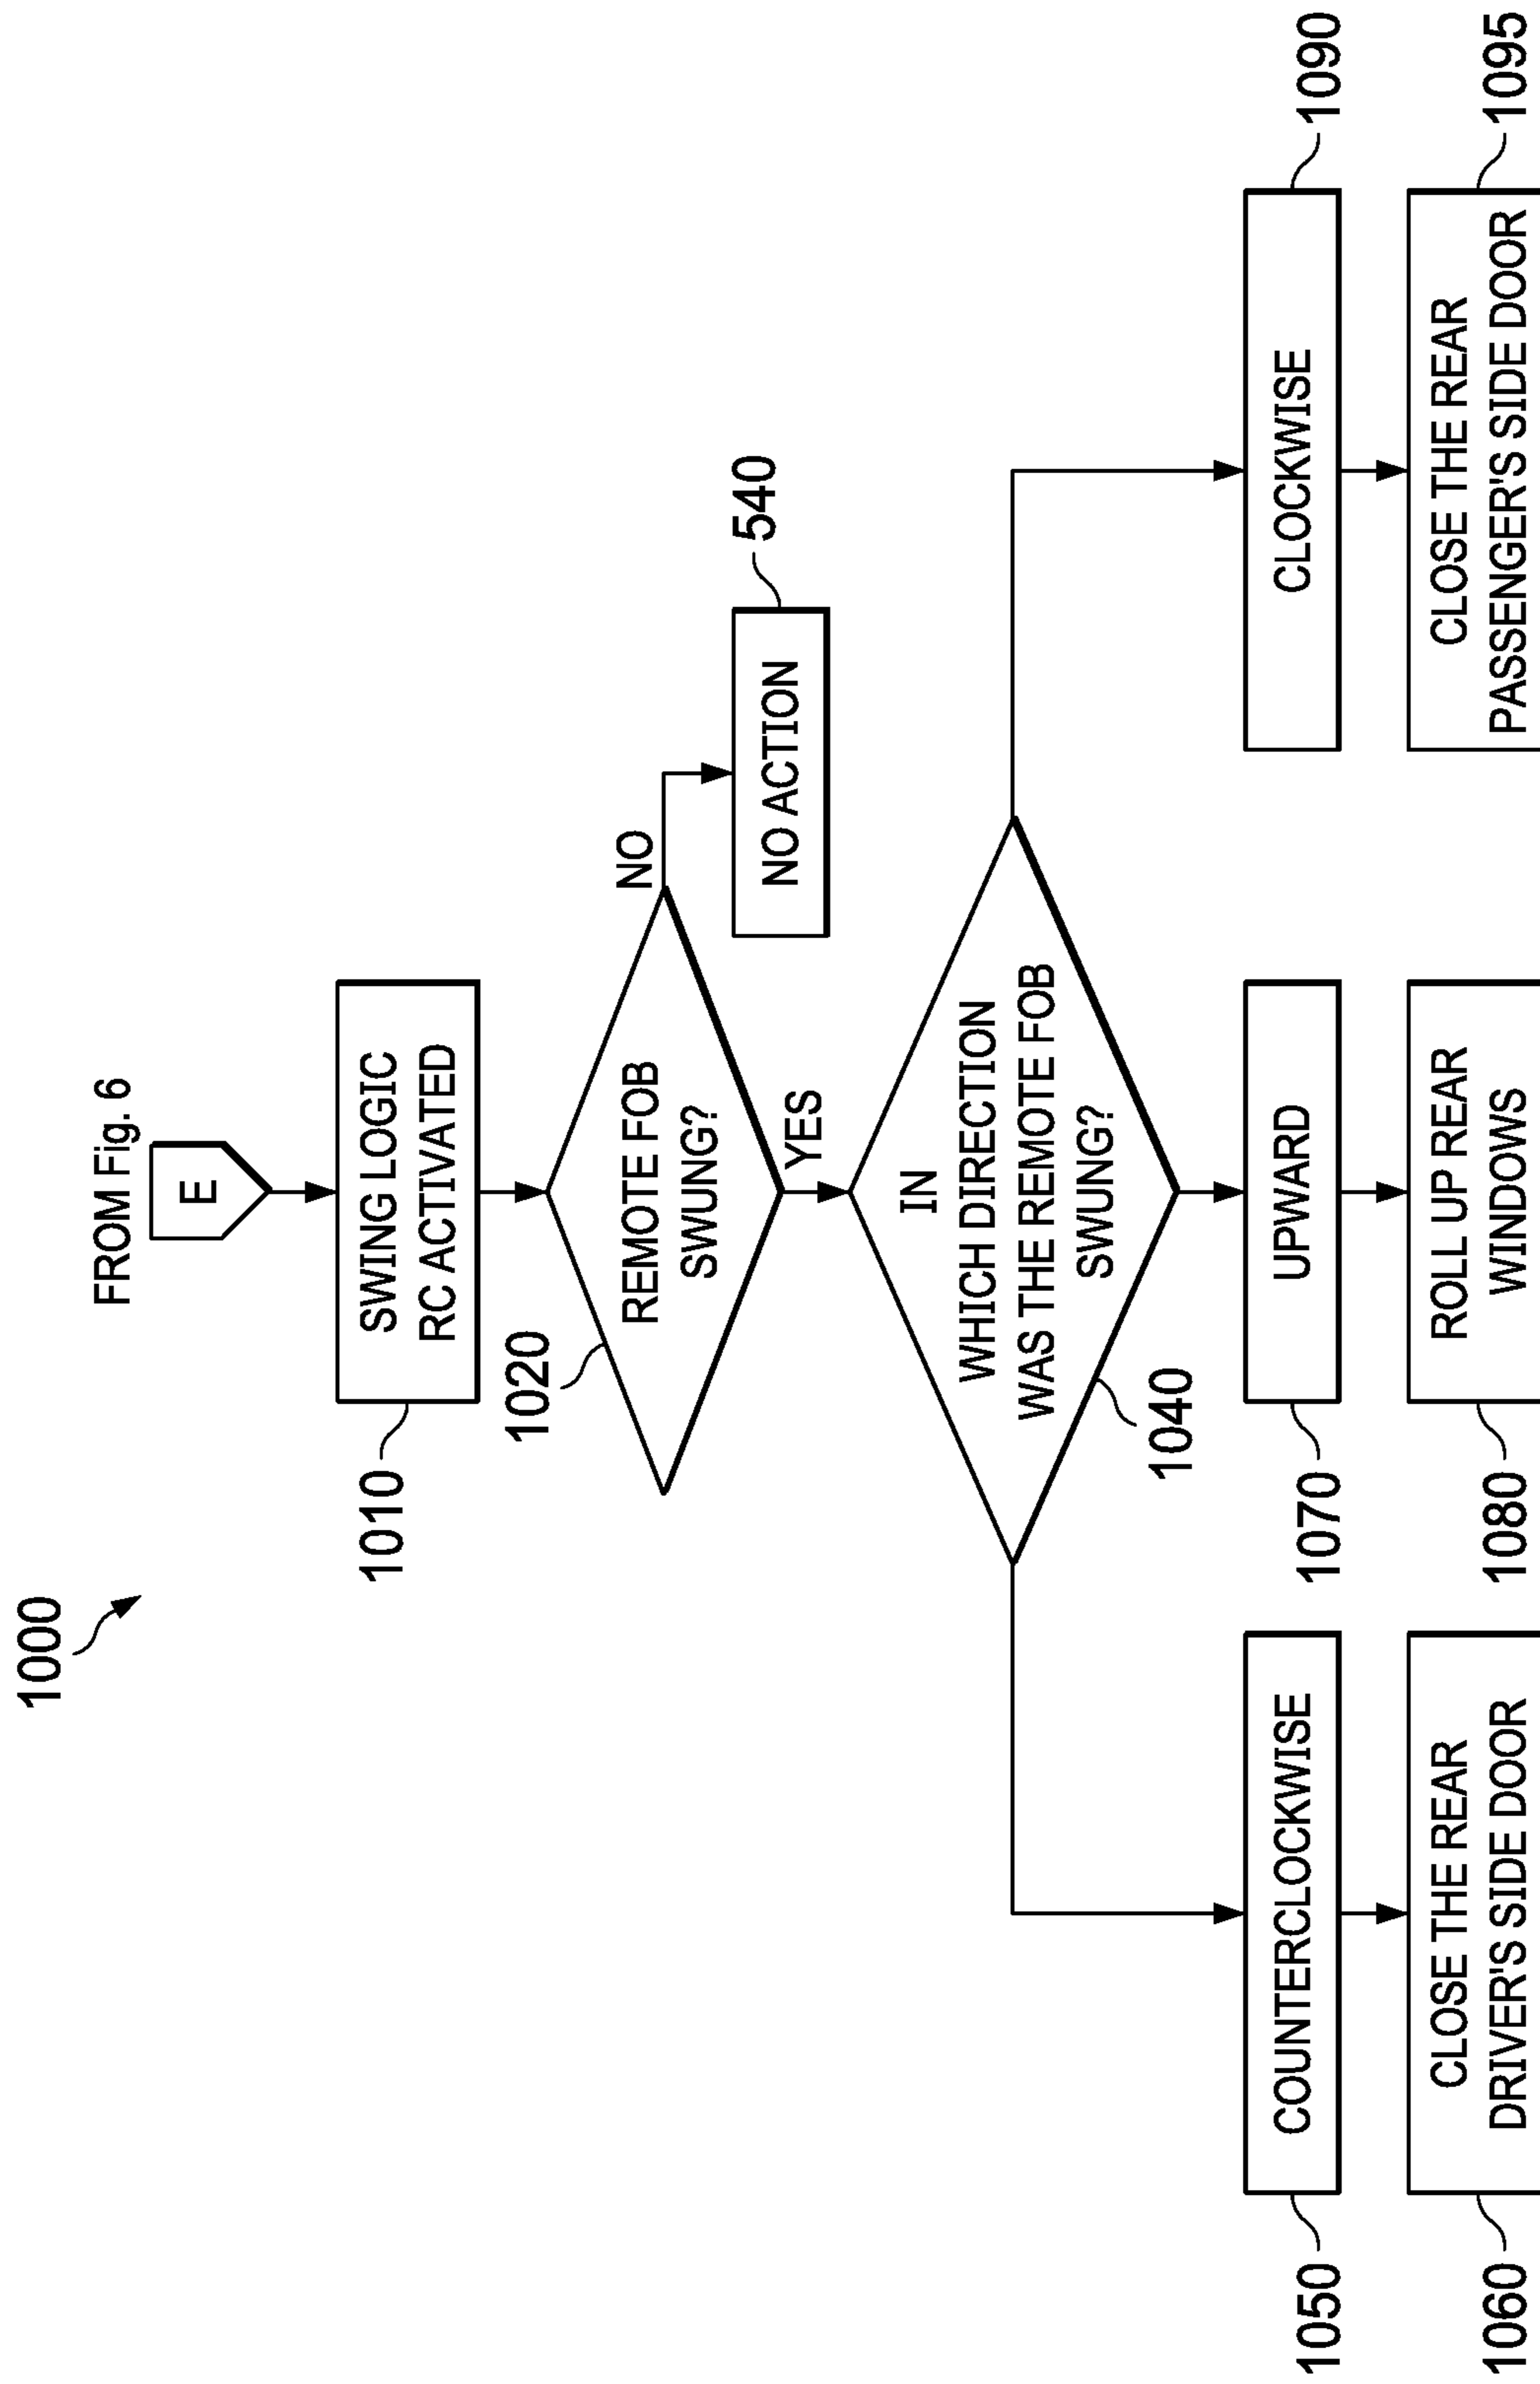 1000
FROM Fig. 6
E
SWING LOGIC
RC ACTIVATED
1010
1020
REMOTE FOB
SWUNG?
NO
NO ACTION
540
YES
IN
WHICH DIRECTION
WAS THE REMOTE FOB
SWUNG?
1040
COUNTERCLOCKWISE
1050
UPWARD
1070
CLOCKWISE
1090
CLOSE THE REAR
DRIVER'S SIDE DOOR
1060
ROLL UP REAR
WINDOWS
1080
CLOSE THE REAR
PASSENGER'S SIDE DOOR
1095